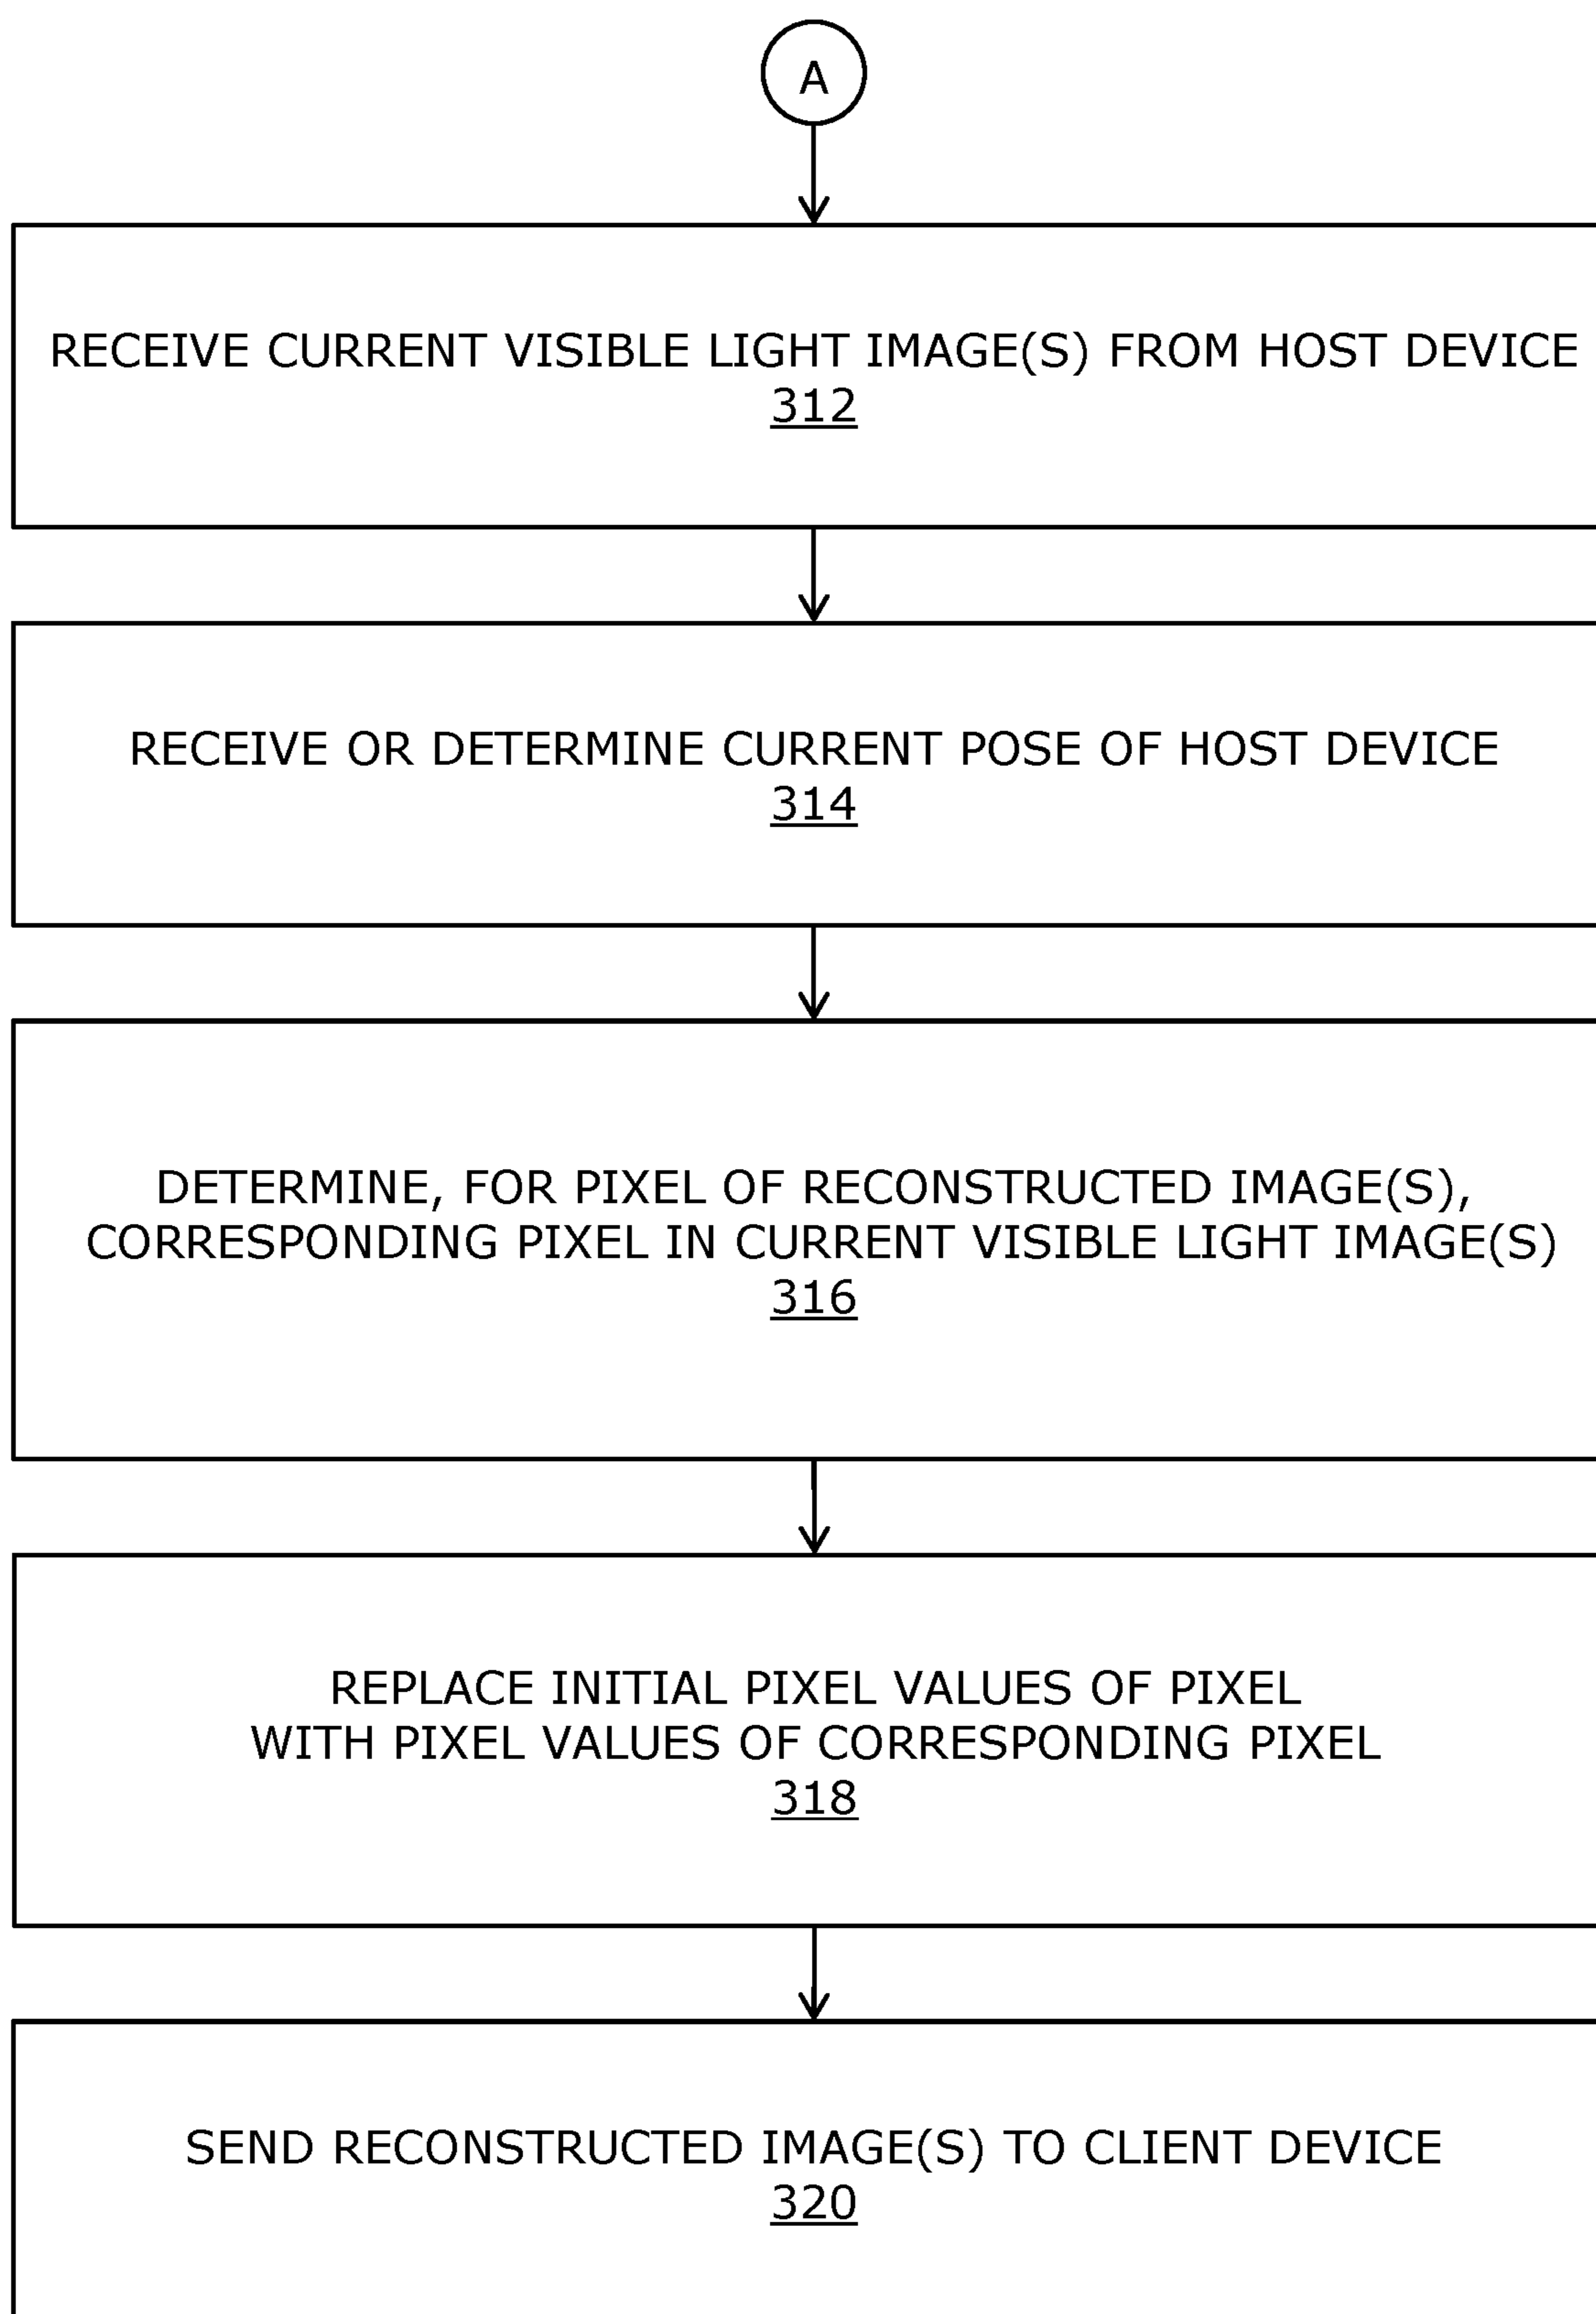 A
RECEIVE CURRENT VISIBLE LIGHT IMAGE(S) FROM HOST DEVICE
312
RECEIVE OR DETERMINE CURRENT POSE OF HOST DEVICE
314
DETERMINE, FOR PIXEL OF RECONSTRUCTED IMAGE(S),
CORRESPONDING PIXEL IN CURRENT VISIBLE LIGHT IMAGE(S)
316
REPLACE INITIAL PIXEL VALUES OF PIXEL
WITH PIXEL VALUES OF CORRESPONDING PIXEL
318
SEND RECONSTRUCTED IMAGE(S) TO CLIENT DEVICE
320